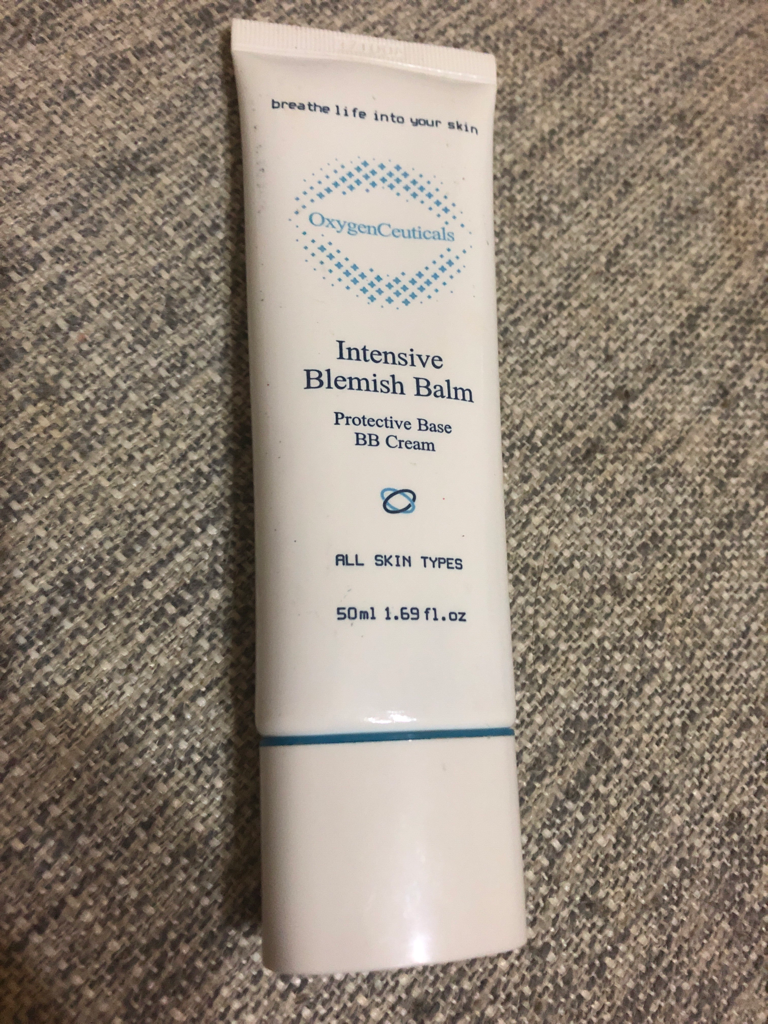 breathe life into your skin
OxygenCeuticals
Intensive
Blemish Balm
Protective Base
BB Cream
ALL SKIN TYPES
50ml 1.69 fl.oz